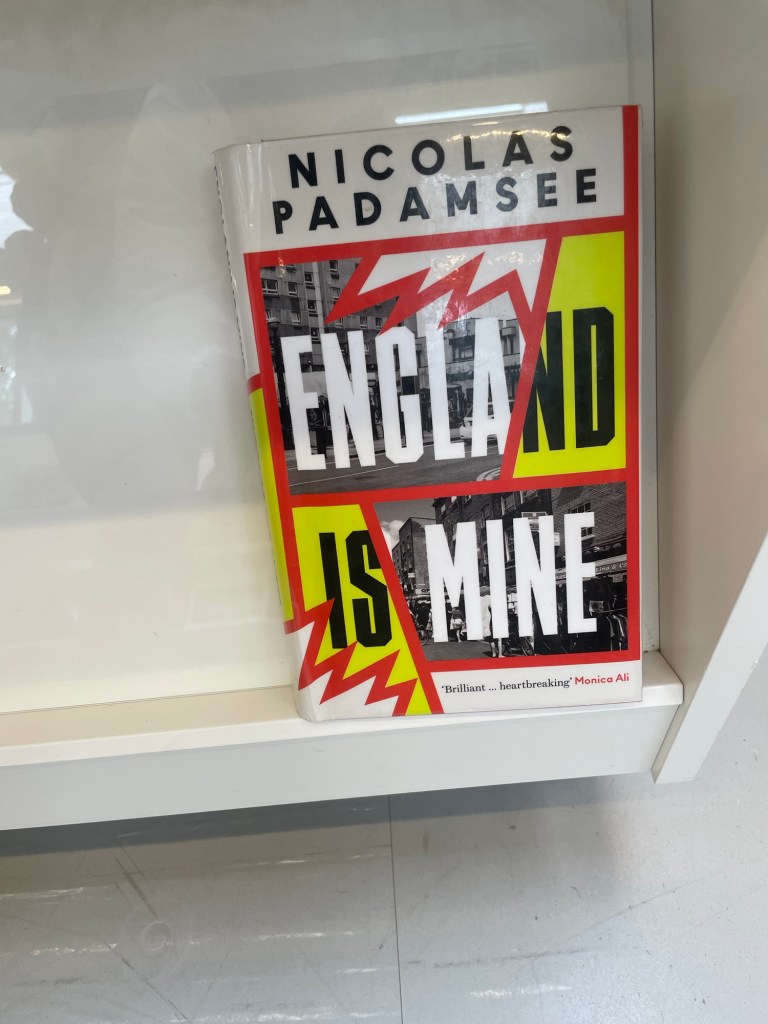 NICOLAS
PADAMSEE
ENGLAND
IS MINE
'Brilliant ... heartbreaking' Monica Ali